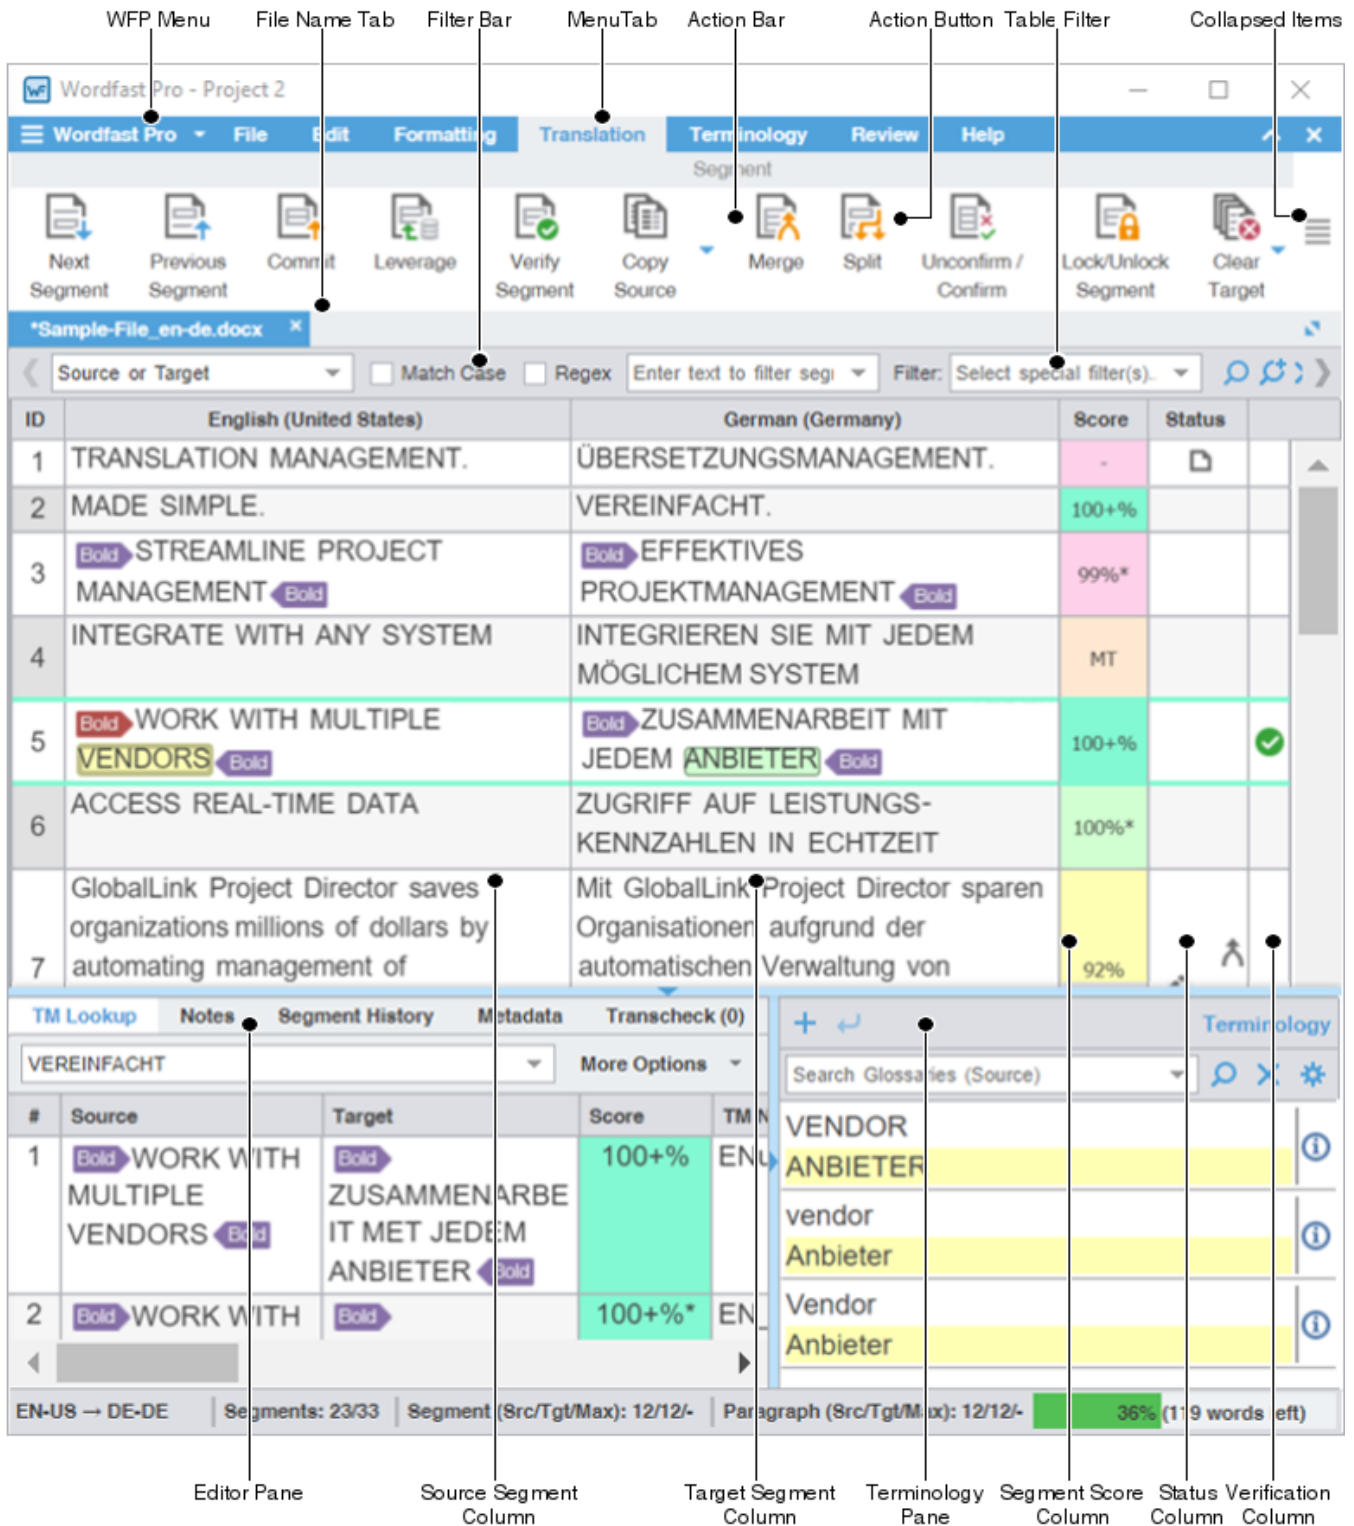 WFP Menu File Name Tab Filter Bar MenuTab Action Bar Action Button Table Filter Collapsed Items
WF Wordfast Pro - Project 2
Wordfast Pro File Edit Formatting Translation Terminology Review Help
Segment
Next Segment
Previous Segment
Commit
Leverage
Verify Segment
Copy Source
Merge
Split
Unconfirm / Confirm
Lock/Unlock Segment
Clear Target
*Sample-File_en-de.docx
Source or Target Match Case Regex Enter text to filter segi Filter: Select special filter(s)..
ID English (United States) German (Germany) Score Status
1 TRANSLATION MANAGEMENT. ÜBERSETZUNGSMANAGEMENT. -
2 MADE SIMPLE. VEREINFACHT. 100+%
Bold STREAMLINE PROJECT Bold EFFEKTIVES
3 99%*
MANAGEMENT Bold PROJEKTMANAGEMENT Bold
INTEGRATE WITH ANY SYSTEM INTEGRIEREN SIE MIT JEDEM
4 MT
MÖGLICHEM SYSTEM
Bold WORK WITH MULTIPLE Bold ZUSAMMENARBEIT MIT
5 100+%
VENDORS Bold JEDEM ANBIETER Bold
ACCESS REAL-TIME DATA ZUGRIFF AUF LEISTUNGS-
6 100%*
KENNZAHLEN IN ECHTZEIT
GlobalLink Project Director saves Mit GlobalLink Project Director sparen
organizations millions of dollars by Organisationen aufgrund der
7 automating management of automatischen Verwaltung von 92%
TM Lookup Notes Segment History Metadata Transcheck (0)
VEREINFACHT More Options
# Source Target Score TM N
1 Bold WORK WITH Bold 100+% ENu
MULTIPLE ZUSAMMENARBE
VENDORS Bold IT MET JEDEM
ANBIETER Bold
2 Bold WORK WITH Bold 100+%* EN_
Terminology
Search Glossaries (Source)
VENDOR
ANBIETER
vendor
Anbieter
Vendor
Anbieter
EN-US → DE-DE Segments: 23/33 Segment (Src/Tgt/Max): 12/12/- Paragraph (Src/Tgt/Max): 12/12/- 36% (119 words left)
Editor Pane
Source Segment Column
Target Segment Column
Terminology Pane
Segment Score Column
Status Column
Verification Column